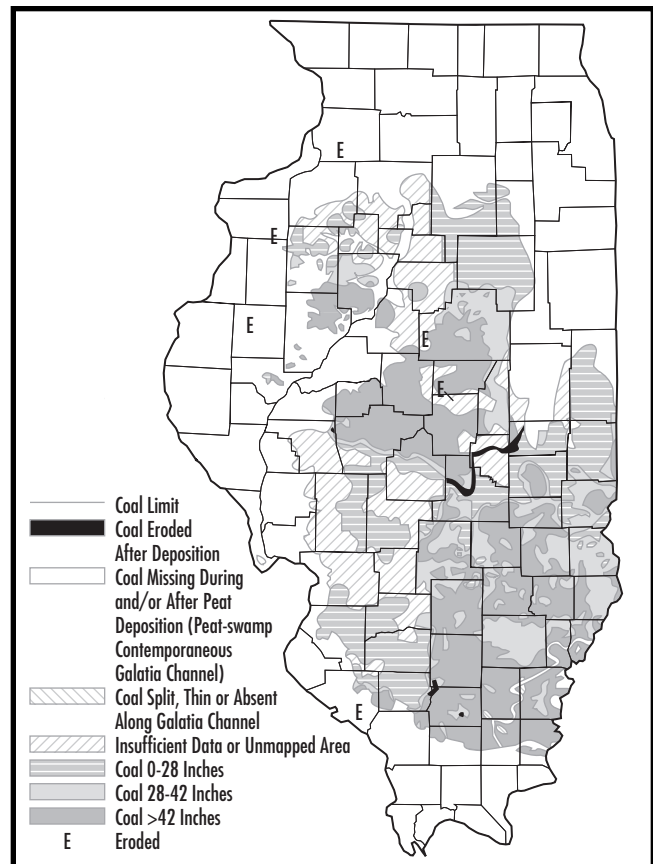 E
E
E
E
E
E
Coal Limit
Coal Eroded
After Deposition
Coal Missing During
and/or After Peat
Deposition (Peat-swamp
Contemporaneous
Galatia Channel)
Coal Split, Thin or Absent
Along Galatia Channel
Insufficient Data or Unmapped Area
Coal 0-28 Inches
Coal 28-42 Inches
Coal >42 Inches
E Eroded